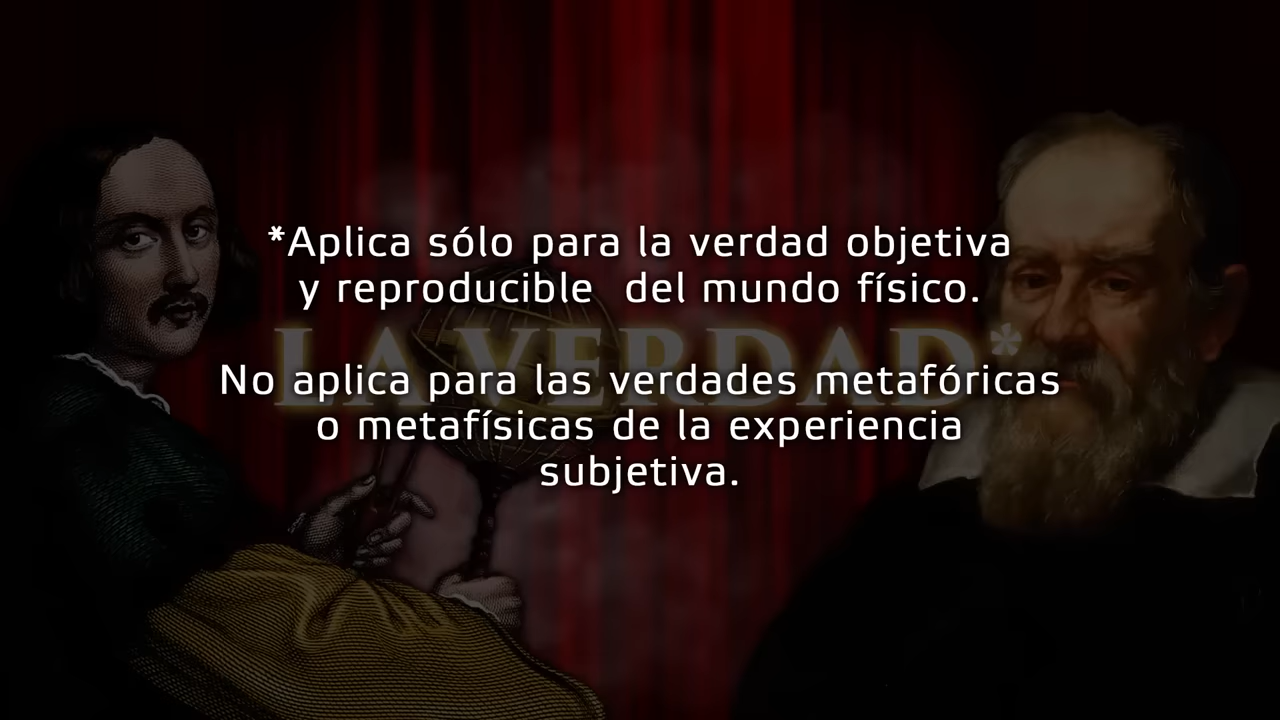 *Aplica sólo para la verdad objetiva
y reproducible  del mundo físico.
LA VERDAD*
No aplica para las verdades metafóricas
o metafísicas de la experiencia
subjetiva.